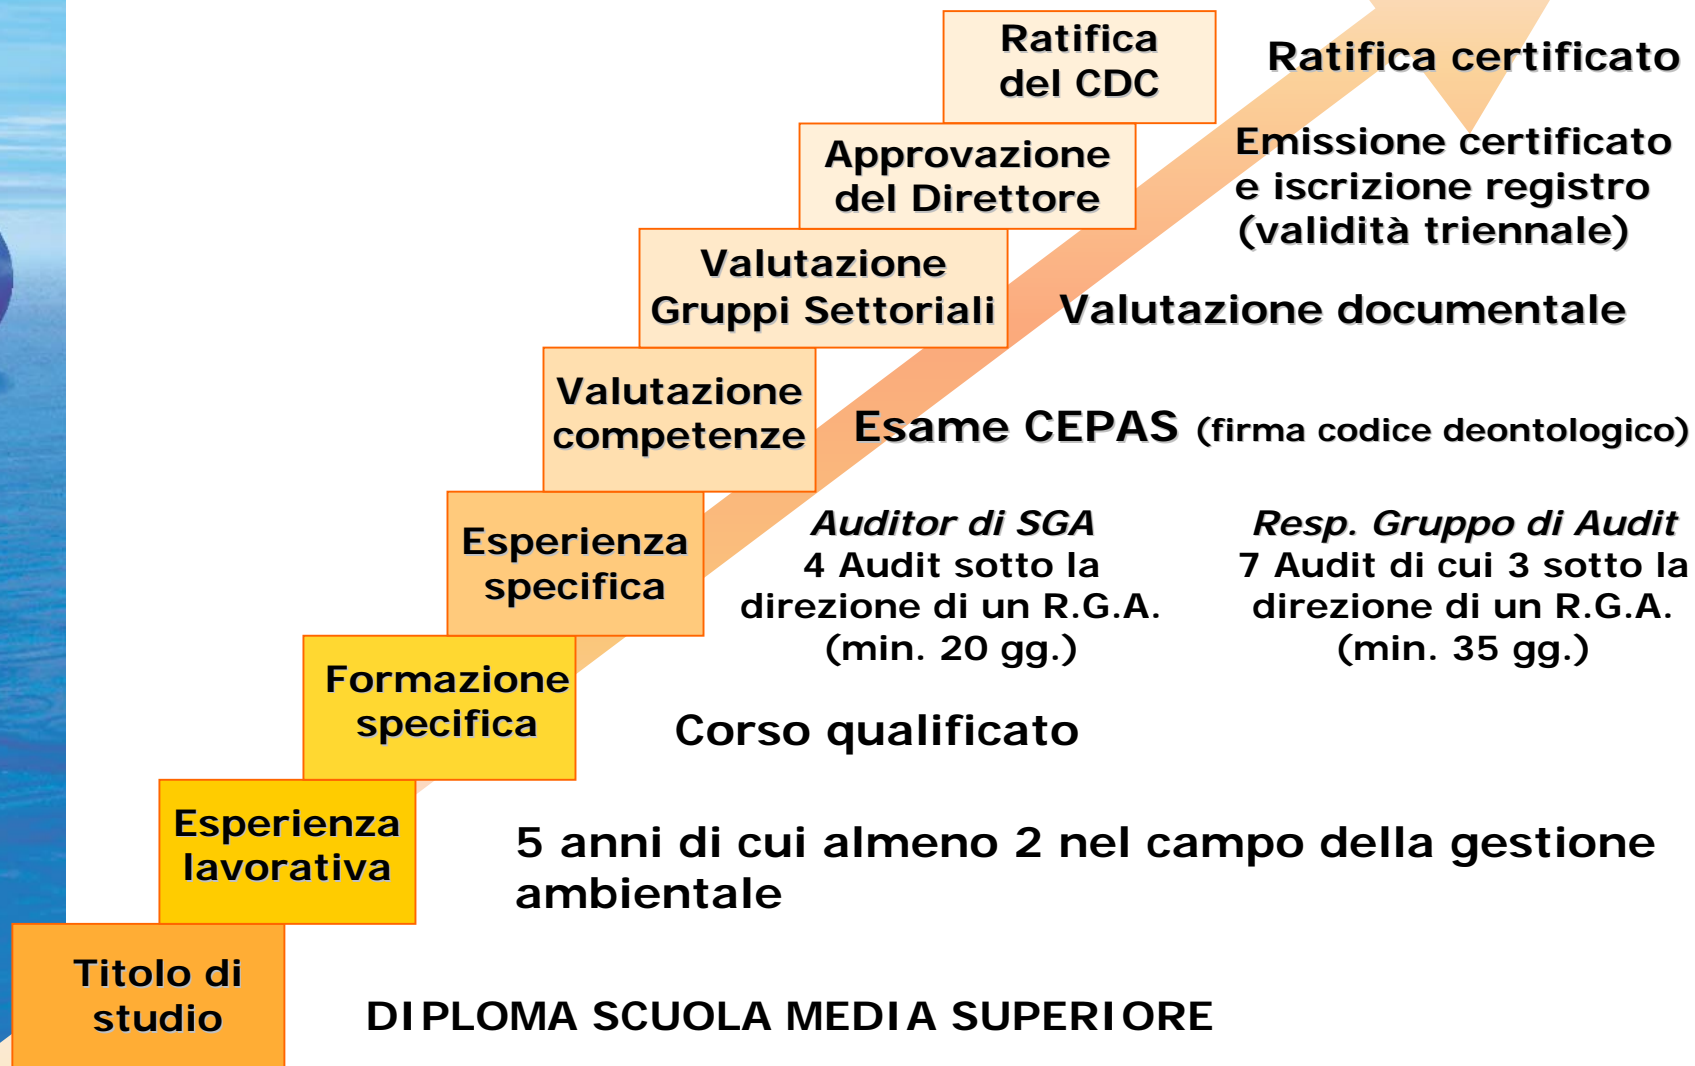 Ratifica
del CDC
Ratifica certificato
Approvazione
del Direttore
Emissione certificato
e iscrizione registro
(validità triennale)
Valutazione
Gruppi Settoriali
Valutazione documentale
Valutazione
competenze
Esame CEPAS (firma codice deontologico)
Esperienza
specifica
Auditor di SGA
4 Audit sotto la
direzione di un R.G.A.
(min. 20 gg.)
Resp. Gruppo di Audit
7 Audit di cui 3 sotto la
direzione di un R.G.A.
(min. 35 gg.)
Formazione
specifica
Corso qualificato
Esperienza
lavorativa
5 anni di cui almeno 2 nel campo della gestione
ambientale
Titolo di
studio
DIPLOMA SCUOLA MEDIA SUPERIORE